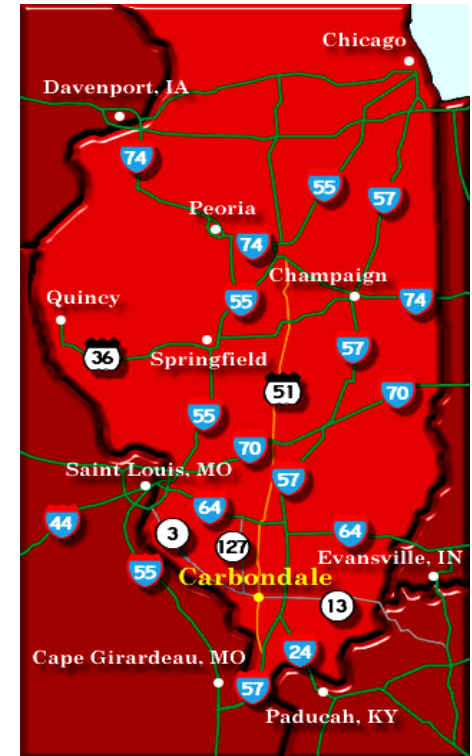 Chicago
Davenport, IA
74
55
57
Peoria
74
Champaign
55
74
Quincy
57
36
Springfield
51
70
55
70
Saint Louis, MO
57
64
44
3
127
64
Evansville, IN
55
Carbondale
13
24
Cape Girardeau, MO
57
Paducah, KY